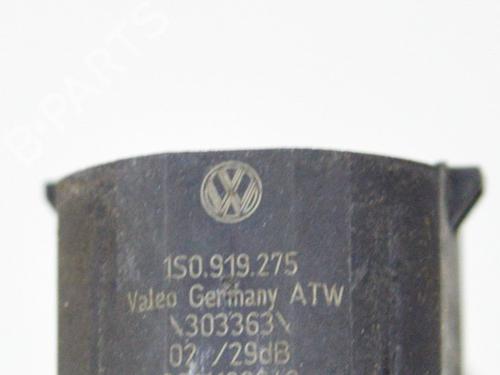 B-PARTS
1S0.919.275
Valeo Germany ATW
\303363\
02 /29dB